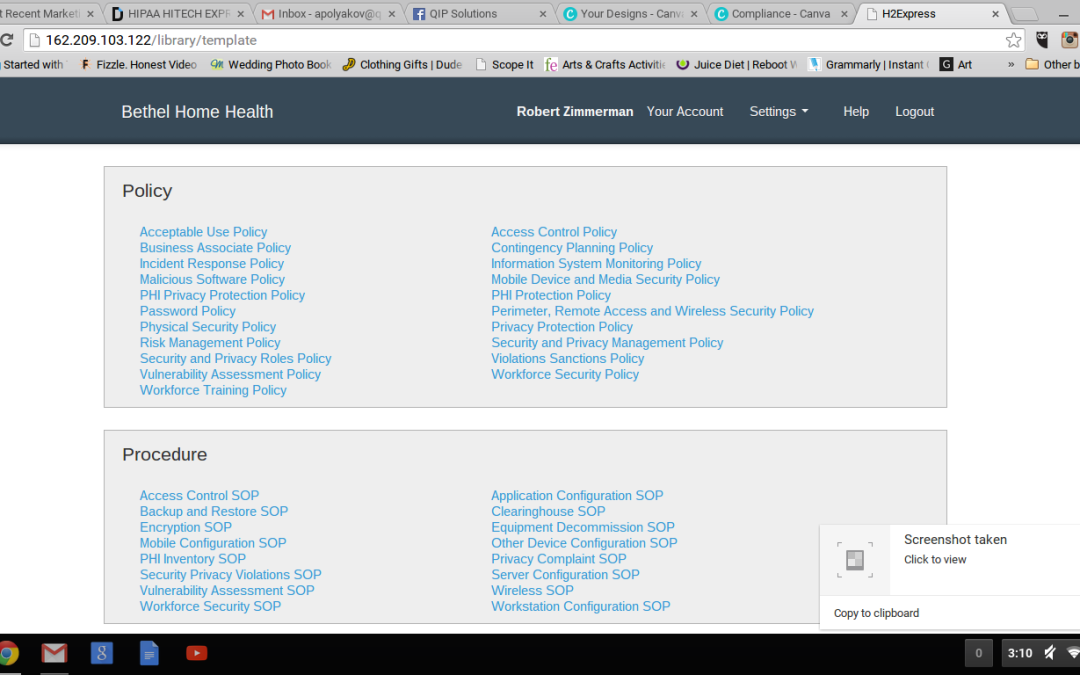 t Recent Marketi
HIPAA HITECH EXPR
Inbox - apolyakov@q
QIP Solutions
Your Designs - Canv
Compliance - Canva
H2Express
162.209.103.122/library/template
Started with
Fizzle. Honest Video
Wedding Photo Book
Clothing Gifts | Dude
Scope It
Arts & Crafts Activitie
Juice Diet | Reboot W
Grammarly | Instant
Art
»
Other b
Bethel Home Health
Robert Zimmerman Your Account Settings Help Logout
Policy
Acceptable Use Policy
Business Associate Policy
Incident Response Policy
Malicious Software Policy
PHI Privacy Protection Policy
Password Policy
Physical Security Policy
Risk Management Policy
Security and Privacy Roles Policy
Vulnerability Assessment Policy
Workforce Training Policy
Access Control Policy
Contingency Planning Policy
Information System Monitoring Policy
Mobile Device and Media Security Policy
PHI Protection Policy
Perimeter, Remote Access and Wireless Security Policy
Privacy Protection Policy
Security and Privacy Management Policy
Violations Sanctions Policy
Workforce Security Policy
Procedure
Access Control SOP
Backup and Restore SOP
Encryption SOP
Mobile Configuration SOP
PHI Inventory SOP
Security Privacy Violations SOP
Vulnerability Assessment SOP
Workforce Security SOP
Application Configuration SOP
Clearinghouse SOP
Equipment Decommission SOP
Other Device Configuration SOP
Privacy Complaint SOP
Server Configuration SOP
Wireless SOP
Workstation Configuration SOP
Screenshot taken
Click to view
Copy to clipboard
0
3:10